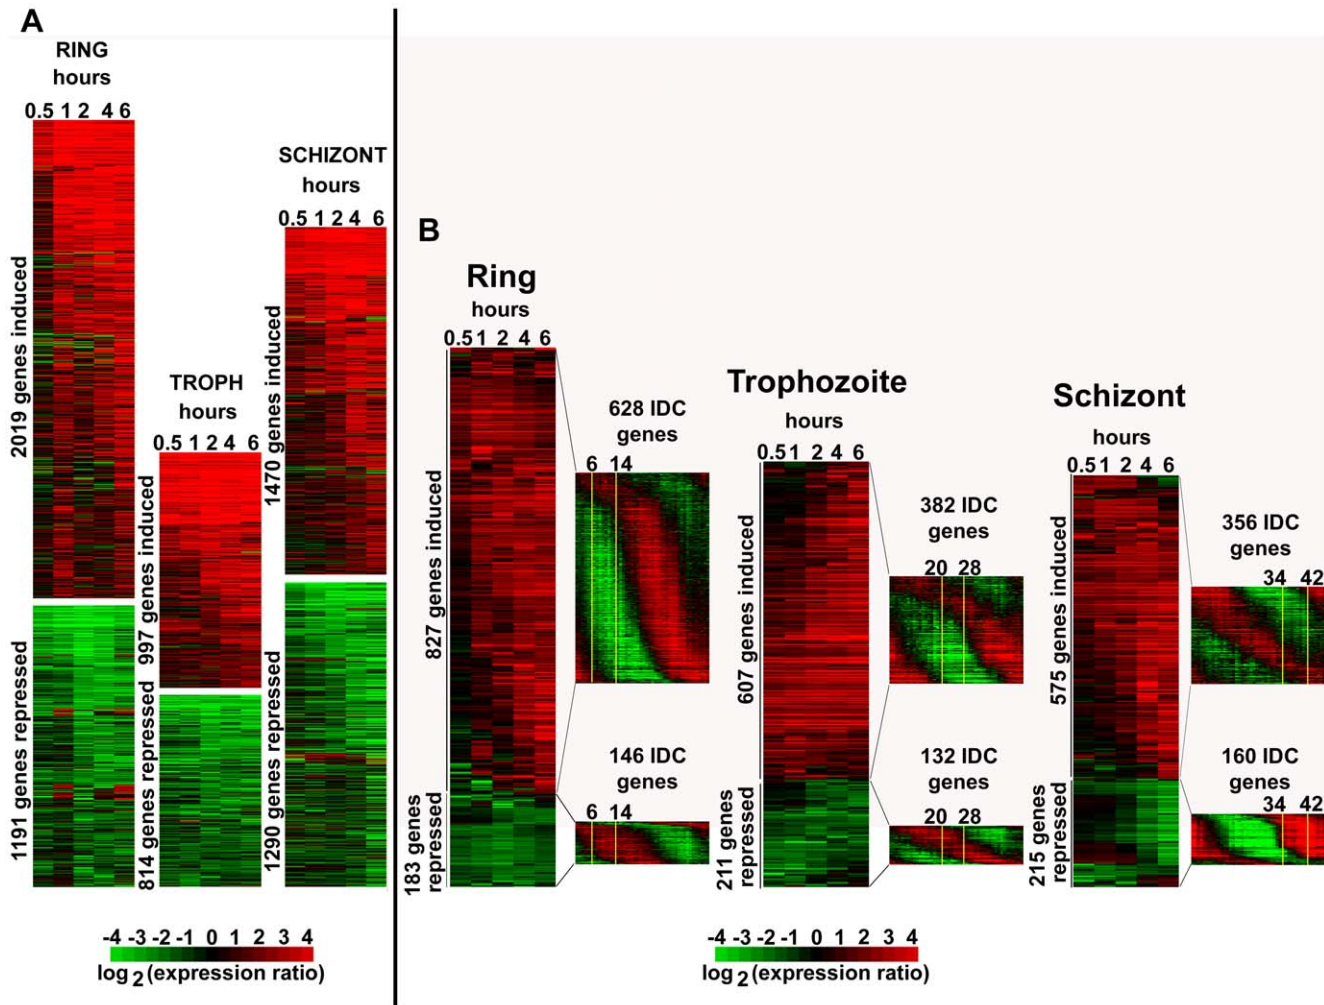 A
RING
hours
0.5 1 2 4 6
2019 genes induced
1191 genes repressed
TROPH
hours
0.5 1 2 4 6
997 genes induced
814 genes repressed
SCHIZONT
hours
0.5 1 2 4 6
1470 genes induced
1290 genes repressed
-4 -3 -2 -1 0 1 2 3 4
log2 (expression ratio)
B
Ring
hours
0.5 1 2 4 6
827 genes induced
183 genes
repressed
628 IDC
genes
6 14
146 IDC
genes
6 14
Trophozoite
hours
0.5 1 2 4 6
607 genes induced
211 genes
repressed
382 IDC
genes
20 28
132 IDC
genes
20 28
Schizont
hours
0.5 1 2 4 6
575 genes induced
215 genes
repressed
356 IDC
genes
34 42
160 IDC
genes
34 42
-4 -3 -2 -1 0 1 2 3 4
log2 (expression ratio)